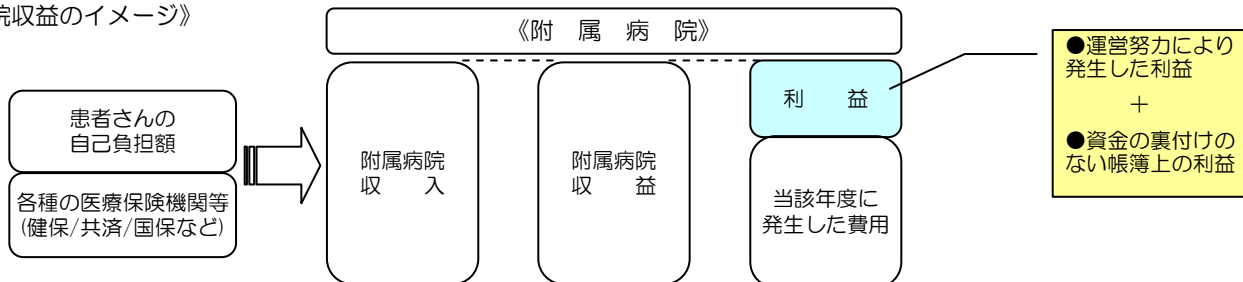 院収益のイメージ》
《附 属 病 院》
患者さんの
自己負担額
各種の医療保険機関等
(健保/共済/国保など)
附属病院
収 入
附属病院
収 益
利 益
当該年度に
発生した費用
●運営努力により
発生した利益
+
●資金の裏付けの
ない帳簿上の利益